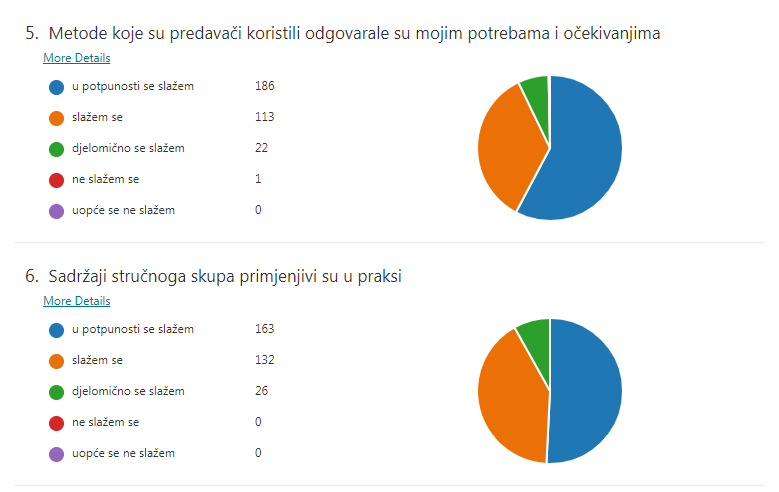 5. Metode koje su predavači koristili odgovarale su mojim potrebama i očekivanjima
More Details
u potpunosti se slažem 186
slažem se 113
djelomično se slažem 22
ne slažem se 1
uopće se ne slažem 0
6. Sadržaji stručnoga skupa primjenjivi su u praksi
More Details
u potpunosti se slažem 163
slažem se 132
djelomično se slažem 26
ne slažem se 0
uopće se ne slažem 0